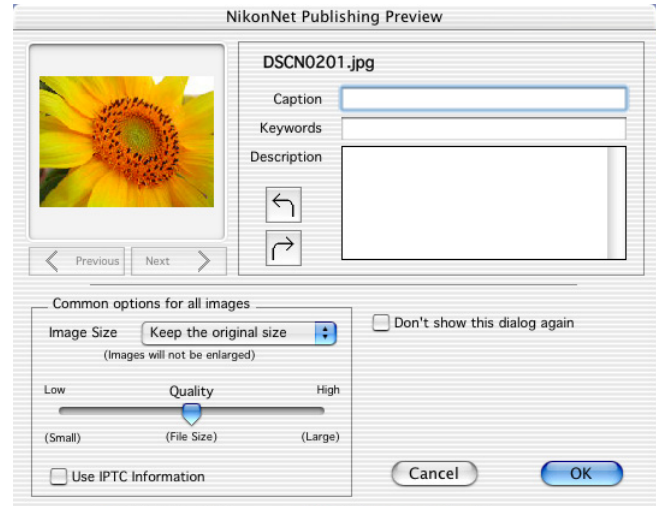 NikonNet Publishing Preview
DSCN0201.jpg
Caption
Keywords
Description
Previous
Next
Common options for all images
Image Size Keep the original size
(Images will not be enlarged)
Low Quality High
(Small) (File Size) (Large)
Use IPTC Information
Don't show this dialog again
Cancel OK